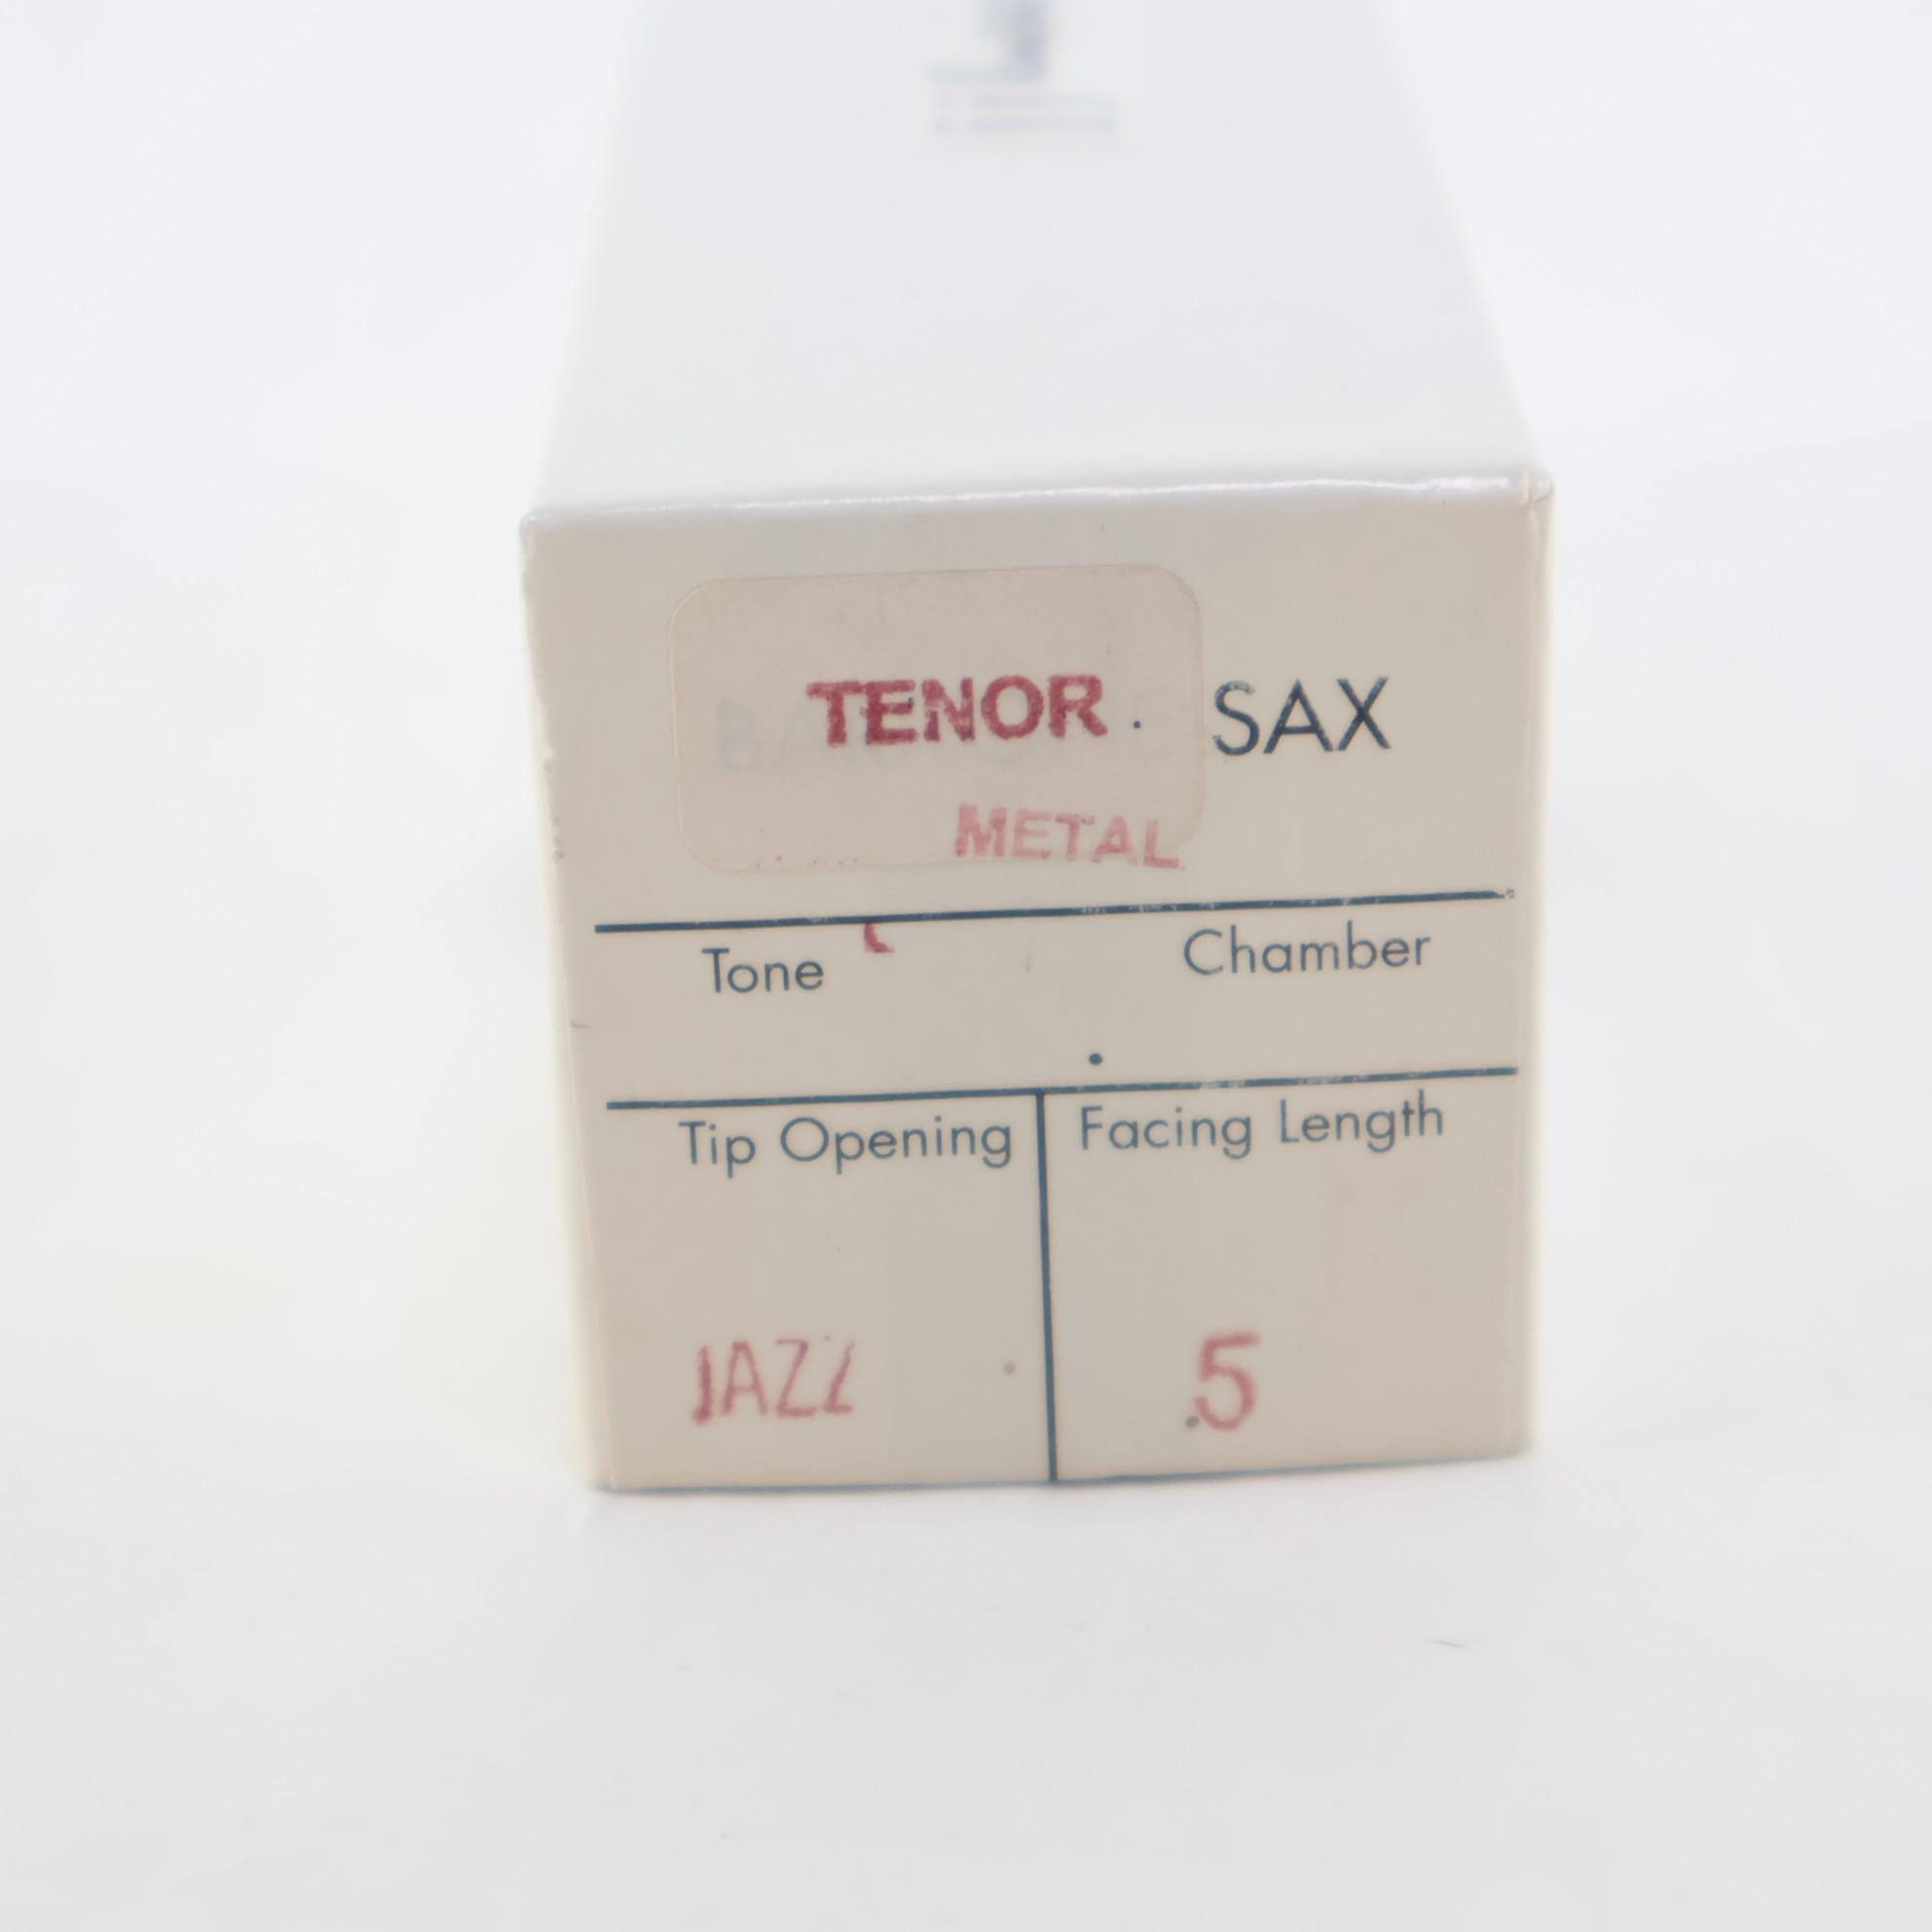 TENOR SAX
METAL
Tone Chamber
Tip Opening Facing Length
JAZZ 5